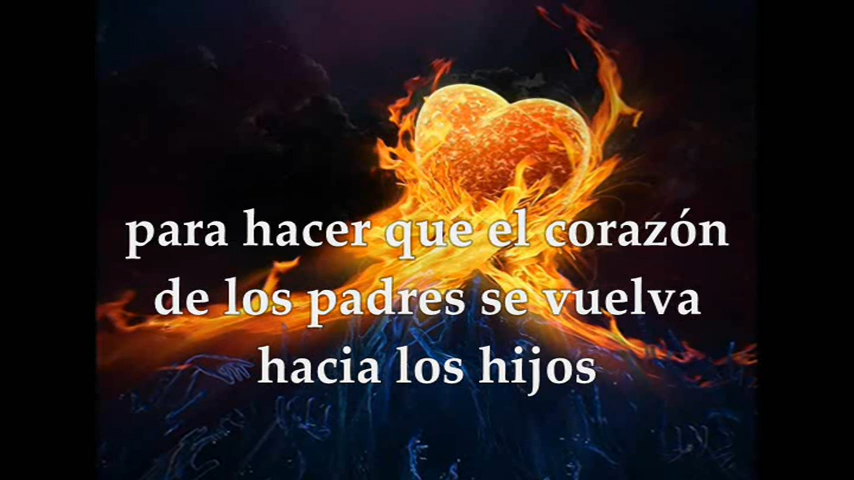 para hacer que el corazón
de los padres se vuelva
hacia los hijos